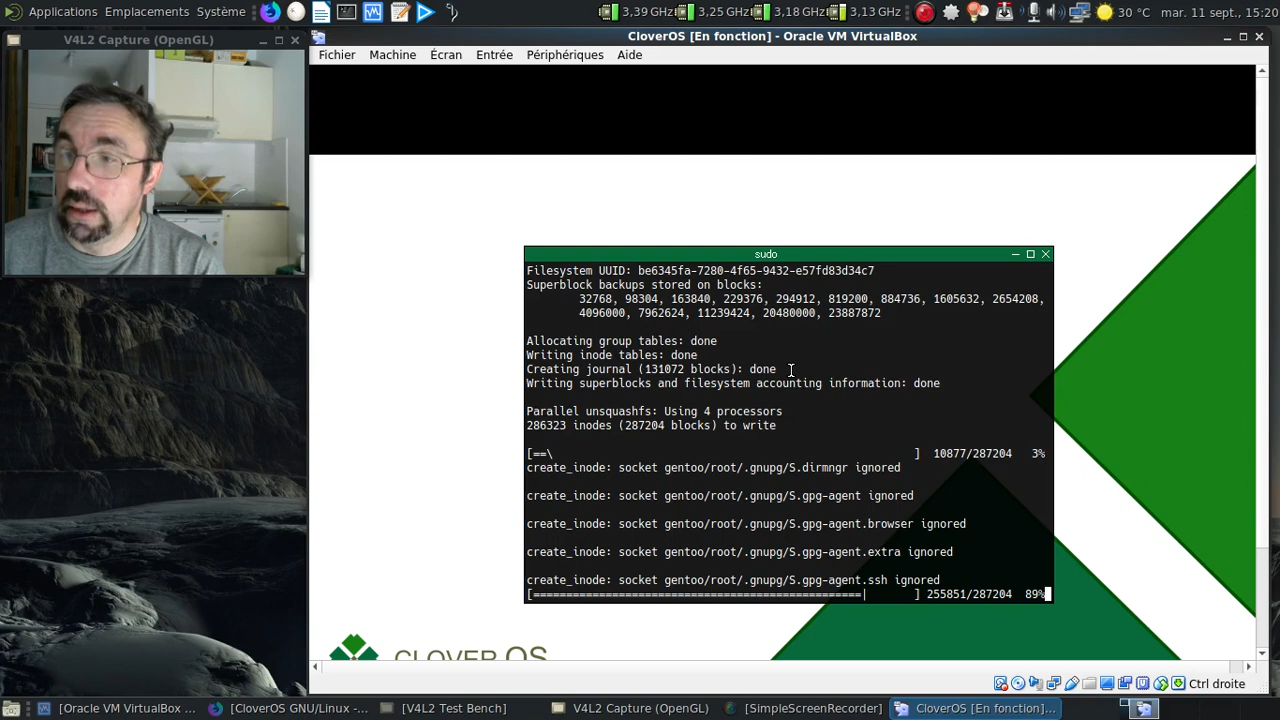 Applications Emplacements Système 3,39 GHz 3,25 GHz 3,18 GHz 3,13 GHz 30 °C mar. 11 sept., 15:20
V4L2 Capture (OpenGL)
CloverOS [En fonction] - Oracle VM VirtualBox
Fichier Machine Écran Entrée Périphériques Aide
sudo
Filesystem UUID: be6345fa-7280-4f65-9432-e57fd83d34c7
Superblock backups stored on blocks:
32768, 98304, 163840, 229376, 294912, 819200, 884736, 1605632, 2654208,
4096000, 7962624, 11239424, 20480000, 23887872
Allocating group tables: done
Writing inode tables: done
Creating journal (131072 blocks): done
Writing superblocks and filesystem accounting information: done
Parallel unsquashfs: Using 4 processors
286323 inodes (287204 blocks) to write
[==\ ] 10877/287204 3%
create_inode: socket gentoo/root/.gnupg/S.dirmngr ignored
create_inode: socket gentoo/root/.gnupg/S.gpg-agent ignored
create_inode: socket gentoo/root/.gnupg/S.gpg-agent.browser ignored
create_inode: socket gentoo/root/.gnupg/S.gpg-agent.extra ignored
create_inode: socket gentoo/root/.gnupg/S.gpg-agent.ssh ignored
[==================================================| ] 255851/287204 89%
CLOVER OS
Ctrl droite
[Oracle VM VirtualBox ... [CloverOS GNU/Linux -... [V4L2 Test Bench] V4L2 Capture (OpenGL) [SimpleScreenRecorder] CloverOS [En fonction]...